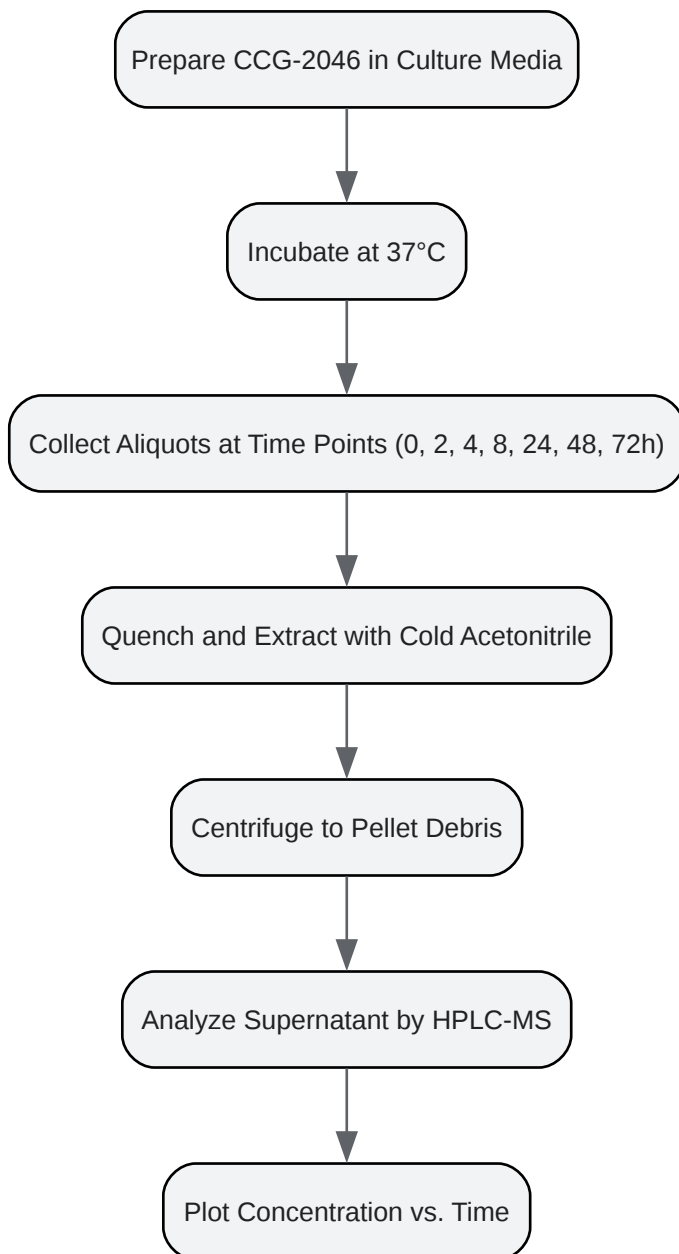 Prepare CCG-2046 in Culture Media
Incubate at 37°C
Collect Aliquots at Time Points (0, 2, 4, 8, 24, 48, 72h)
Quench and Extract with Cold Acetonitrile
Centrifuge to Pellet Debris
Analyze Supernatant by HPLC-MS
Plot Concentration vs. Time